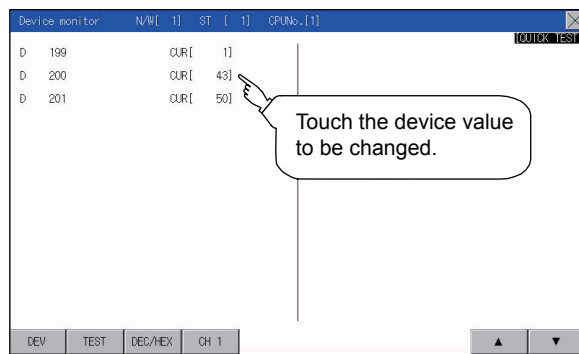 Device monitor N/W[ 1] ST [ 1] CPUNo.[1]
[QUICK TEST
D 199 CUR[ 1]
D 200 CUR[ 43]
D 201 CUR[ 50]
Touch the device value
to be changed.
DEV TEST DEC/HEX CH 1 ▲ ▼